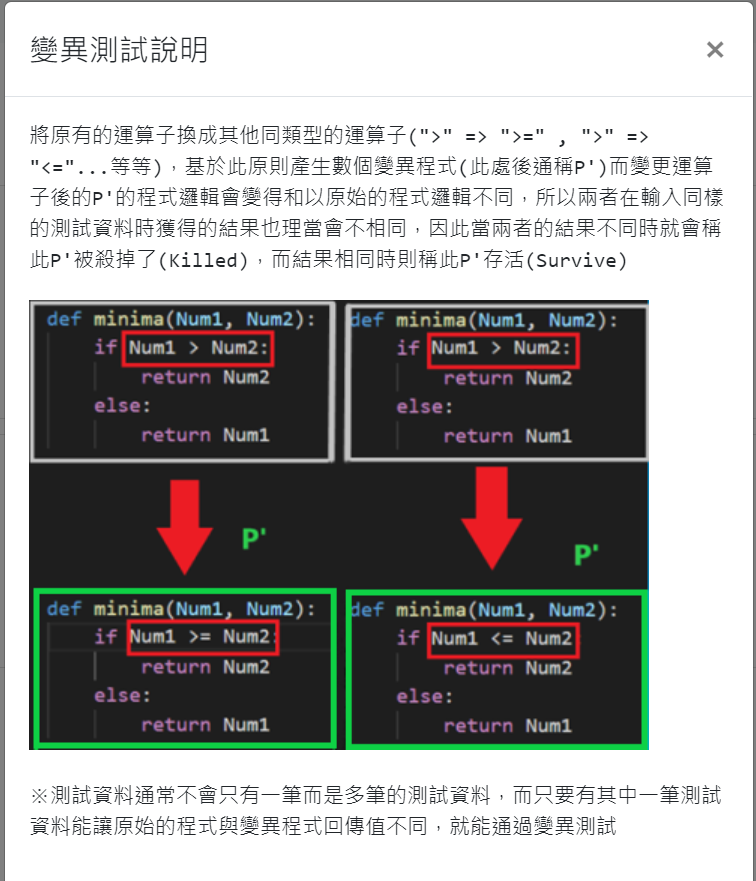 變異測試說明
×
將原有的運算子換成其他同類型的運算子(">" => ">=" , ">" =>
"<="...等等)，基於此原則產生數個變異程式(此處後通稱P')而變更運算
子後的P'的程式邏輯會變得和以原始的程式邏輯不同，所以兩者在輸入同樣
的測試資料時獲得的結果也理當會不相同，因此當兩者的結果不同時就會稱
此P'被殺掉了(Killed)，而結果相同時則稱此P'存活(Survive)
def minima(Num1, Num2):
if Num1 > Num2:
return Num2
else:
return Num1
def minima(Num1, Num2):
if Num1 > Num2:
return Num2
else:
return Num1
P'
P'
def minima(Num1, Num2):
if Num1 >= Num2:
return Num2
else:
return Num1
def minima(Num1, Num2):
if Num1 <= Num2
return Num2
else:
return Num1
※測試資料通常不會只有一筆而是多筆的測試資料，而只要有其中一筆測試
資料能讓原始的程式與變異程式回傳值不同，就能通過變異測試